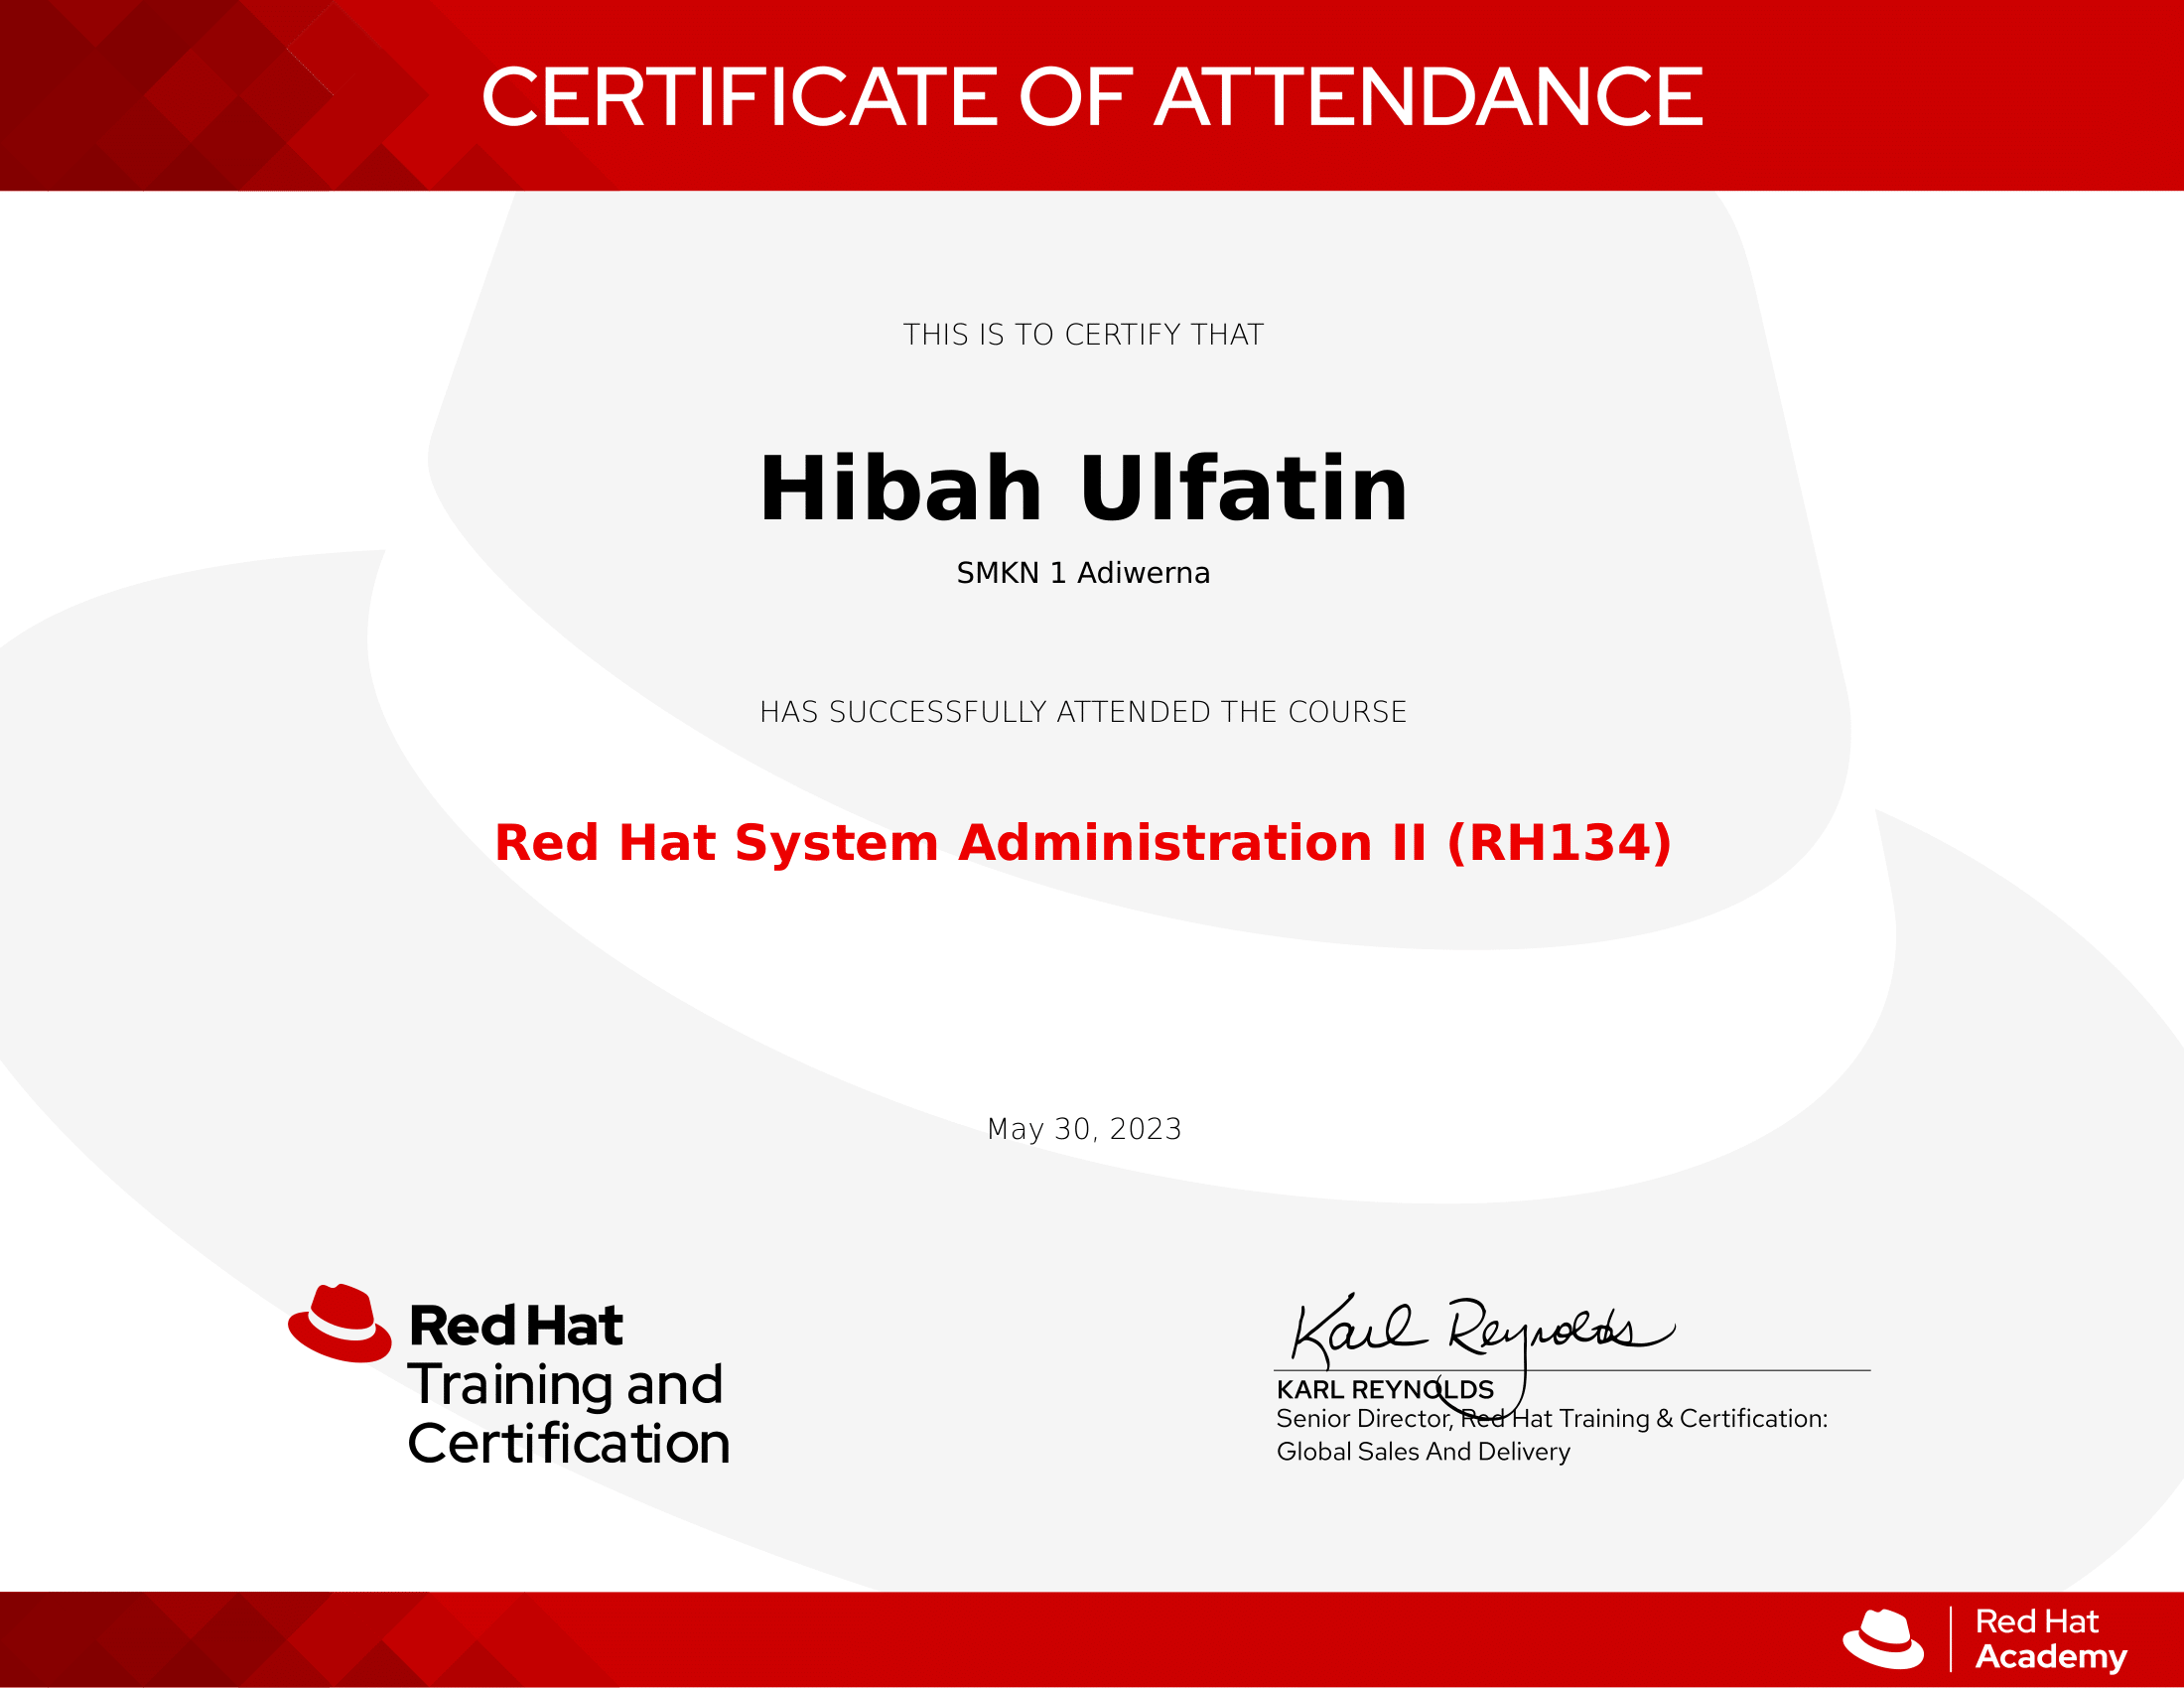 CERTIFICATE OF ATTENDANCE
THIS IS TO CERTIFY THAT
Hibah Ulfatin
SMKN 1 Adiwerna
HAS SUCCESSFULLY ATTENDED THE COURSE
Red Hat System Administration II (RH134)
May 30, 2023
Red Hat
Training and
Certification
Karl Reynolds
KARL REYNOLDS
Senior Director, Red Hat Training & Certification:
Global Sales And Delivery
Red Hat
Academy